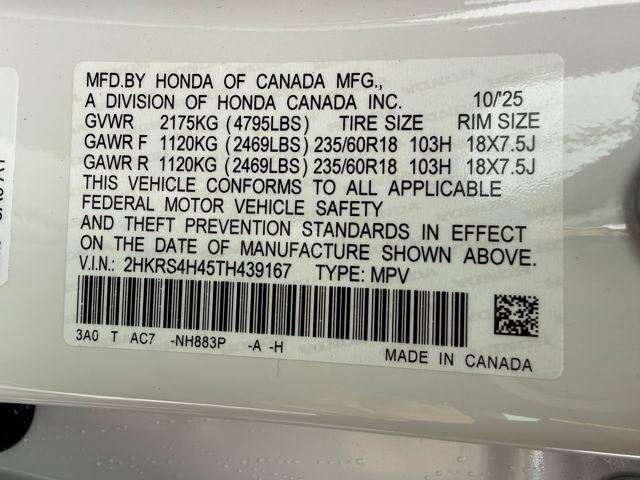 MFD.BY HONDA OF CANADA MFG.,
A DIVISION OF HONDA CANADA INC. 10/'25
GVWR 2175KG (4795LBS) TIRE SIZE RIM SIZE
GAWR F 1120KG (2469LBS) 235/60R18 103H 18X7.5J
GAWR R 1120KG (2469LBS) 235/60R18 103H 18X7.5J
THIS VEHICLE CONFORMS TO ALL APPLICABLE
FEDERAL MOTOR VEHICLE SAFETY
AND THEFT PREVENTION STANDARDS IN EFFECT
ON THE DATE OF MANUFACTURE SHOWN ABOVE.
V.I.N.: 2HKRS4H45TH439167 TYPE: MPV
3A0 T AC7 -NH883P -A -H
MADE IN CANADA